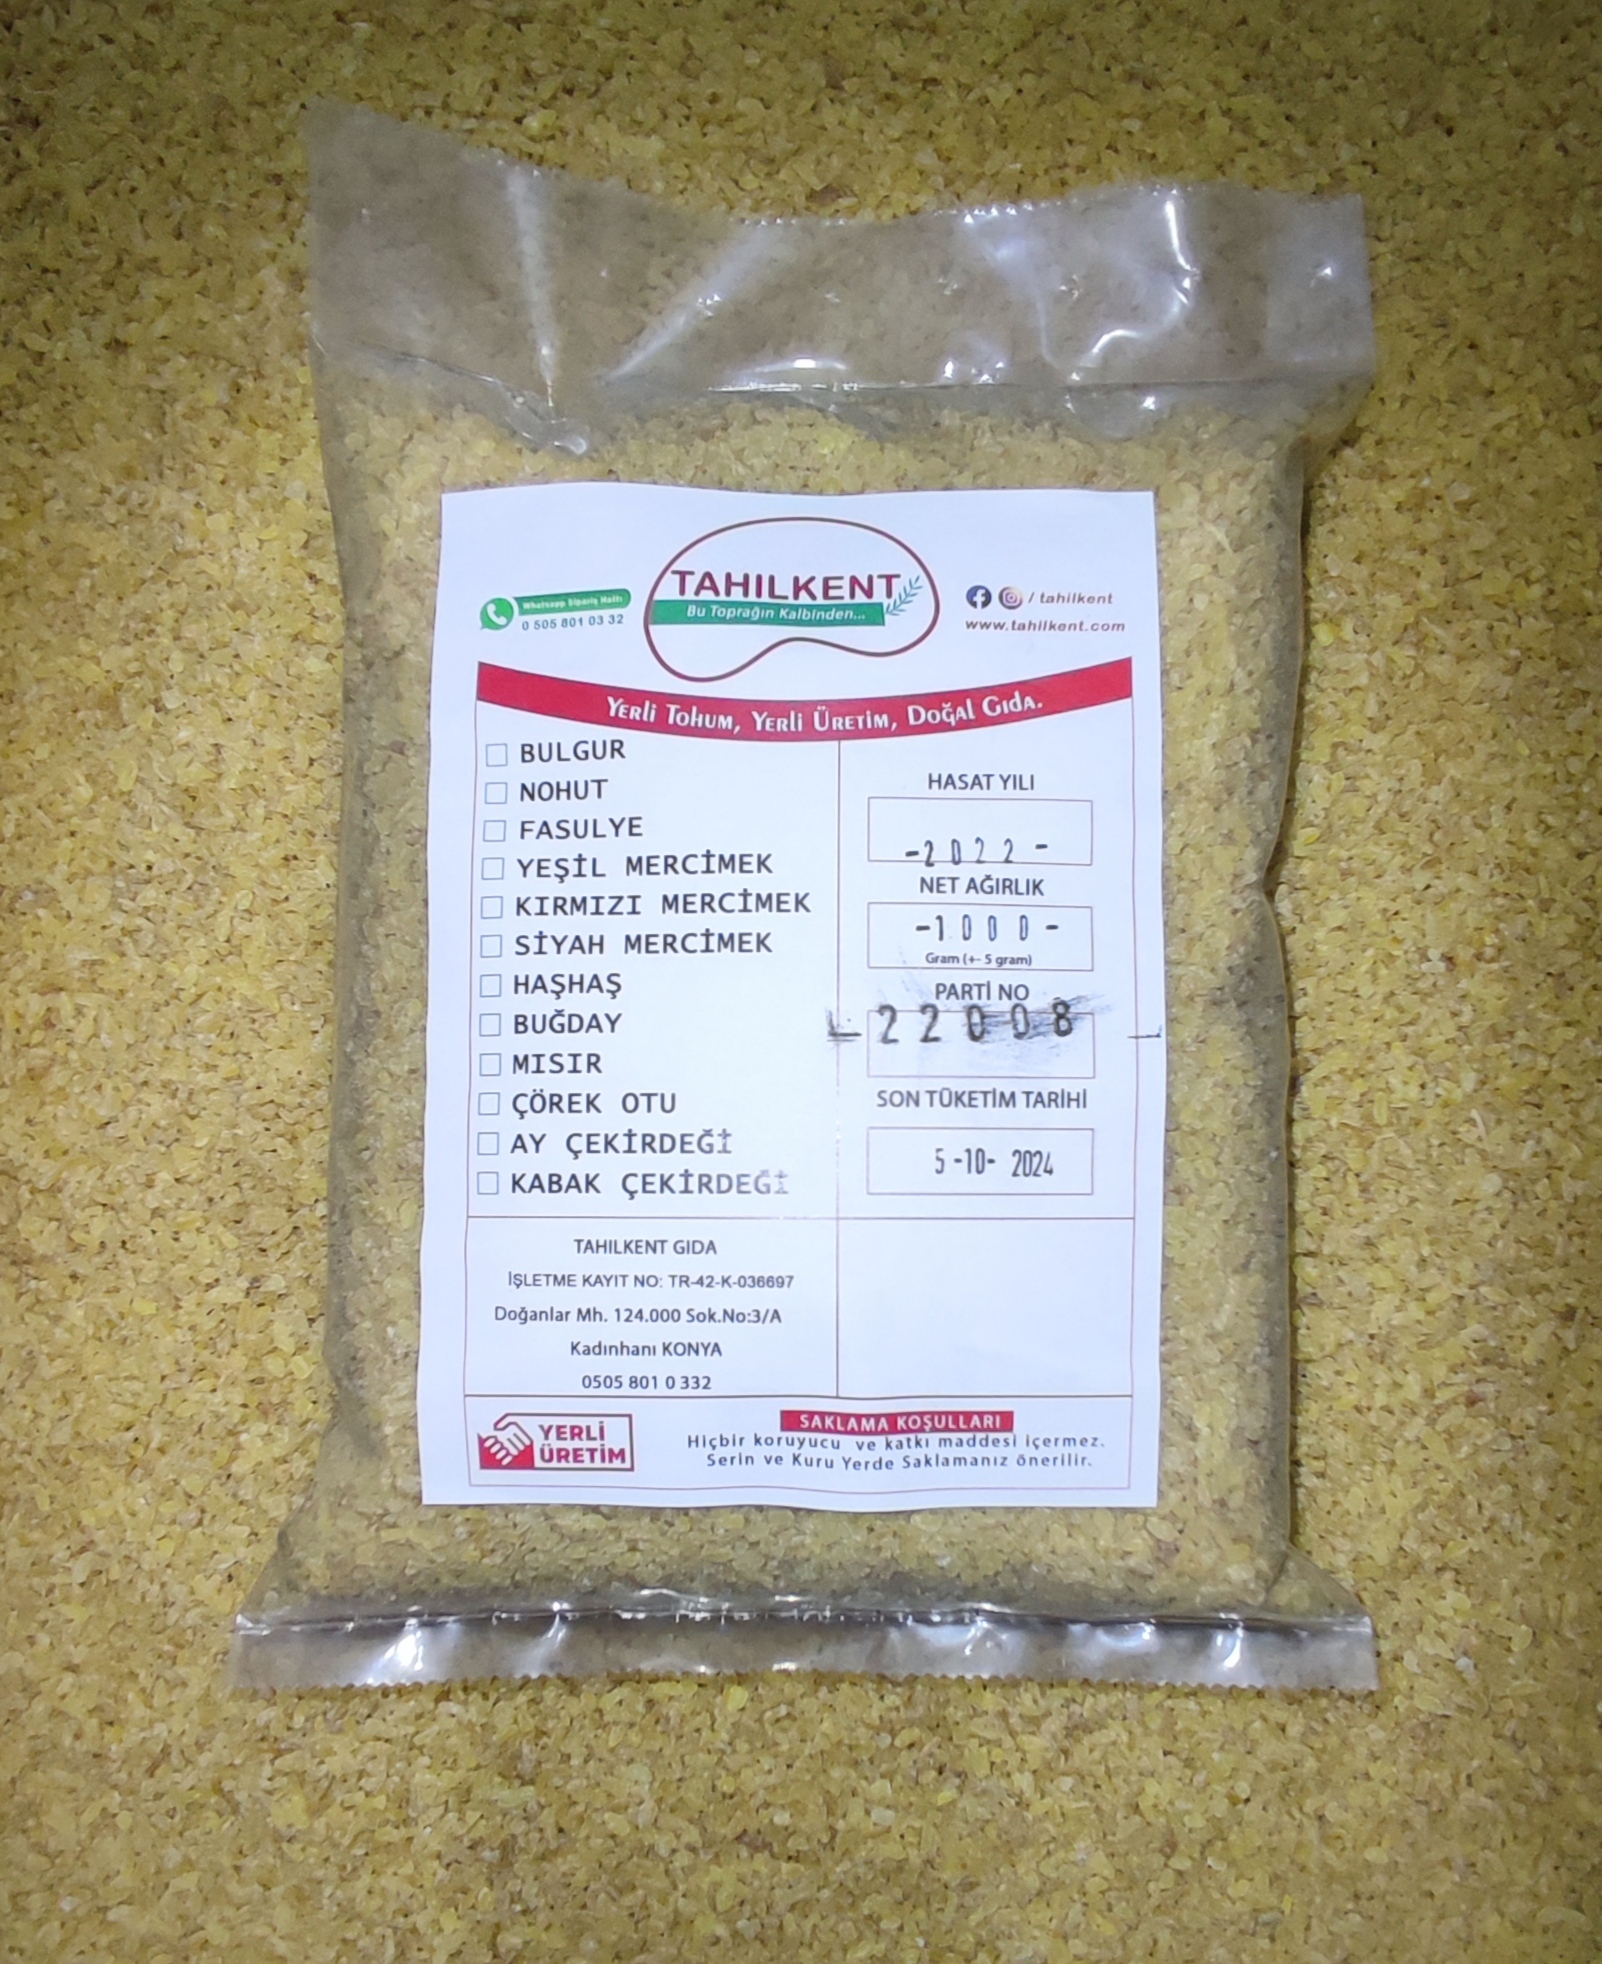 TAHILKENT
Bu Toprağın Kalbinden...
Whatsapp Sipariş Hattı
0 505 801 03 32
/ tahilkent
www.tahilkent.com
Yerli Tohum, Yerli Üretim, Doğal Gıda.
BULGUR
NOHUT
FASULYE
YEŞİL MERCİMEK
KIRMIZI MERCİMEK
SİYAH MERCİMEK
HAŞHAŞ
BUĞDAY
MISIR
ÇÖREK OTU
AY ÇEKİRDEĞİ
KABAK ÇEKİRDEĞİ
HASAT YILI
-2022-
NET AĞIRLIK
-1000-
Gram (+- 5 gram)
PARTİ NO
22008
SON TÜKETİM TARİHİ
5-10- 2024
TAHILKENT GIDA
İŞLETME KAYIT NO: TR-42-K-036697
Doğanlar Mh. 124.000 Sok.No:3/A
Kadınhanı KONYA
0505 801 0 332
YERLİ
ÜRETİM
SAKLAMA KOŞULLARI
Hiçbir koruyucu ve katkı maddesi içermez.
Serin ve Kuru Yerde Saklamanız önerilir.